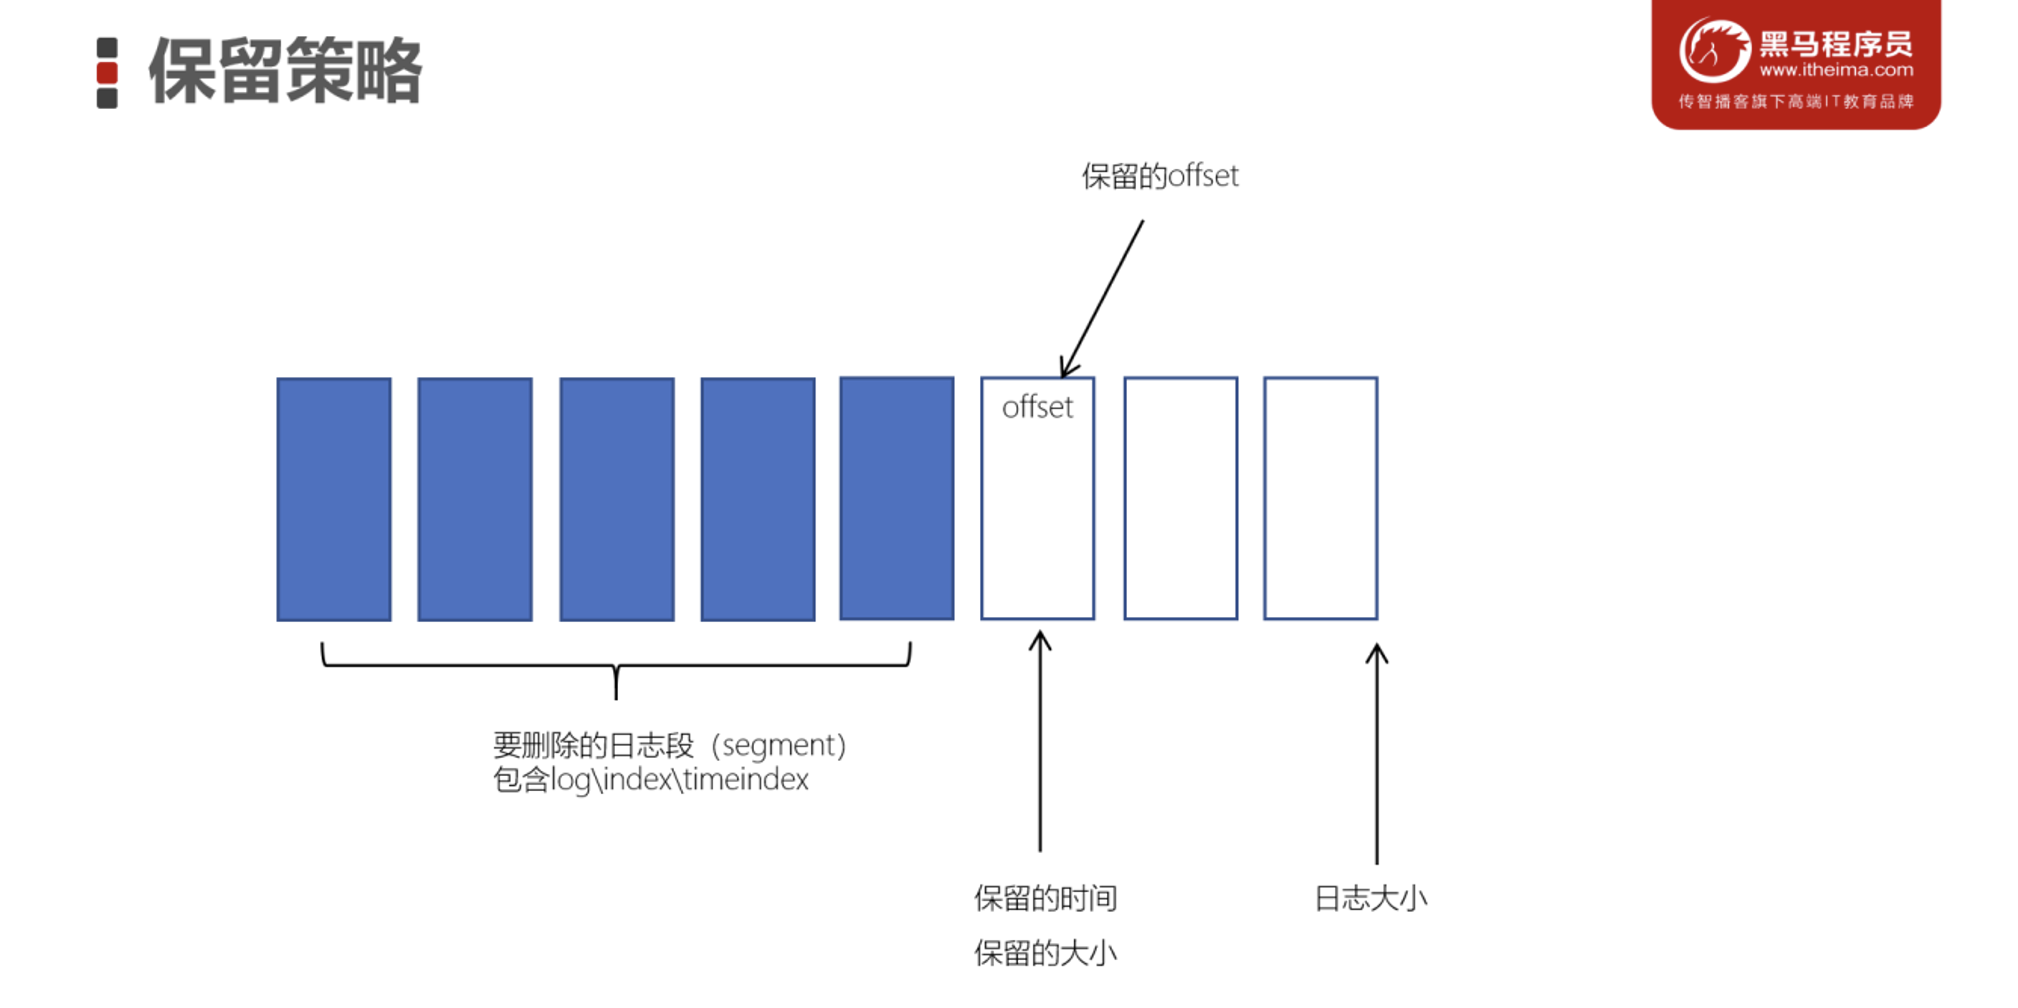 保留策略
黑马程序员
www.itheima.com
传智播客旗下高端IT教育品牌
保留的offset
offset
要删除的日志段（segment）
包含log\index\timeindex
保留的时间
保留的大小
日志大小